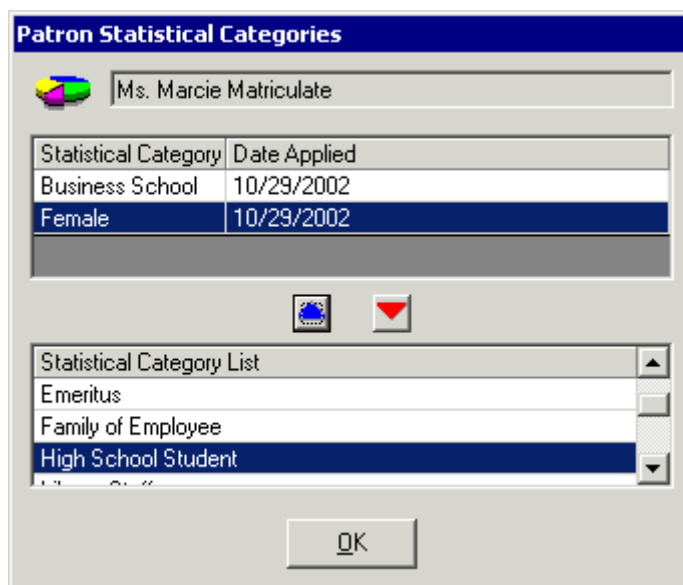 Patron Statistical Categories
Ms. Marcie Matriculate
Statistical Category Date Applied
Business School 10/29/2002
Female 10/29/2002
Statistical Category List
Emeritus
Family of Employee
High School Student
OK